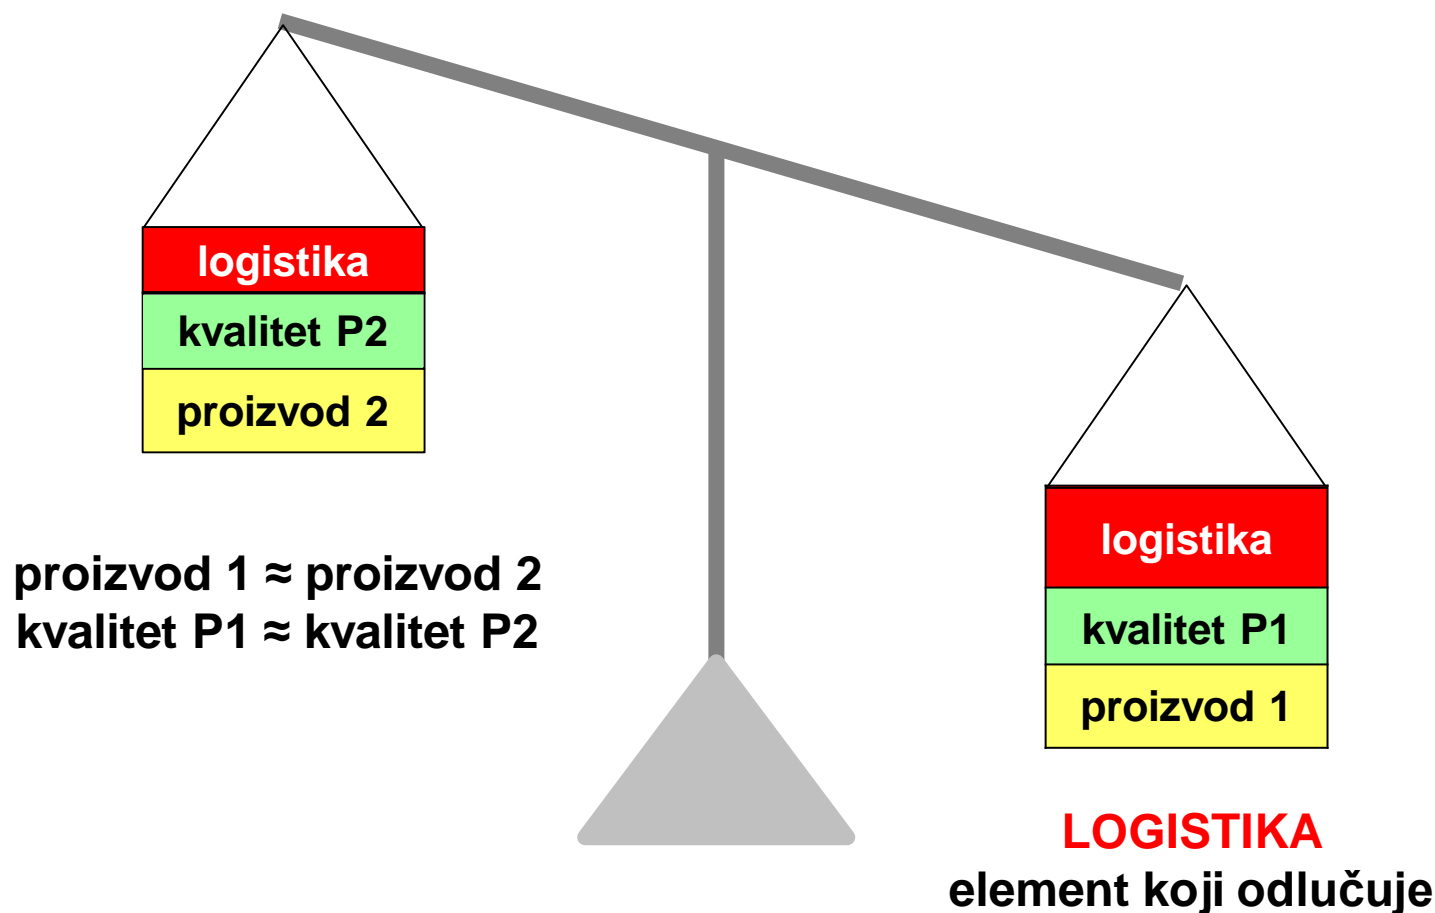 logistika
kvalitet P2
proizvod 2
proizvod 1 ≈ proizvod 2
kvalitet P1 ≈ kvalitet P2
logistika
kvalitet P1
proizvod 1
LOGISTIKA
element koji odlučuje